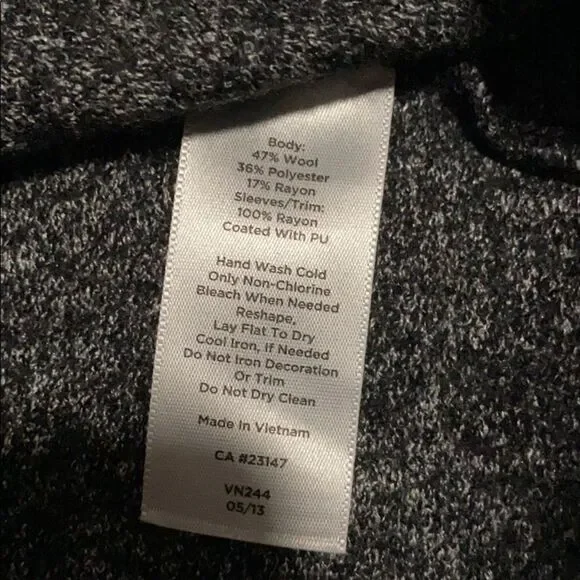 Body:
47% Wool
36% Polyester
17% Rayon
Sleeves/Trim:
100% Rayon
Coated With PU
Hand Wash Cold
Only Non-Chlorine
Bleach When Needed
Reshape,
Lay Flat To Dry
Cool Iron, If Needed
Do Not Iron Decoration
Or Trim
Do Not Dry Clean
Made In Vietnam
CA #23147
VN244
05/13